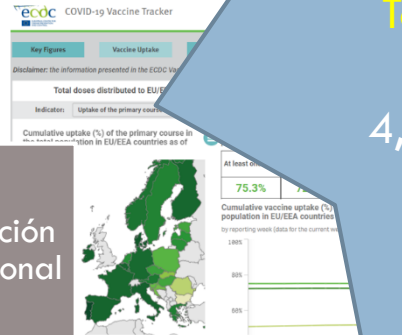 ecdc COVID-19 Vaccine Tracker
Key Figures Vaccine Uptake
Disclaimer: the information presented in the ECDC Vac
Total doses distributed to EU/E
Indicator: Uptake of the primary course
Cumulative uptake (%) of the primary course in
the total population in EU/EEA countries as of
ción
onal
At least on
75.3%
Cumulative vaccine uptake (%)
population in EU/EEA countries
by reporting week (data for the current we
100%
80%
60%
4,